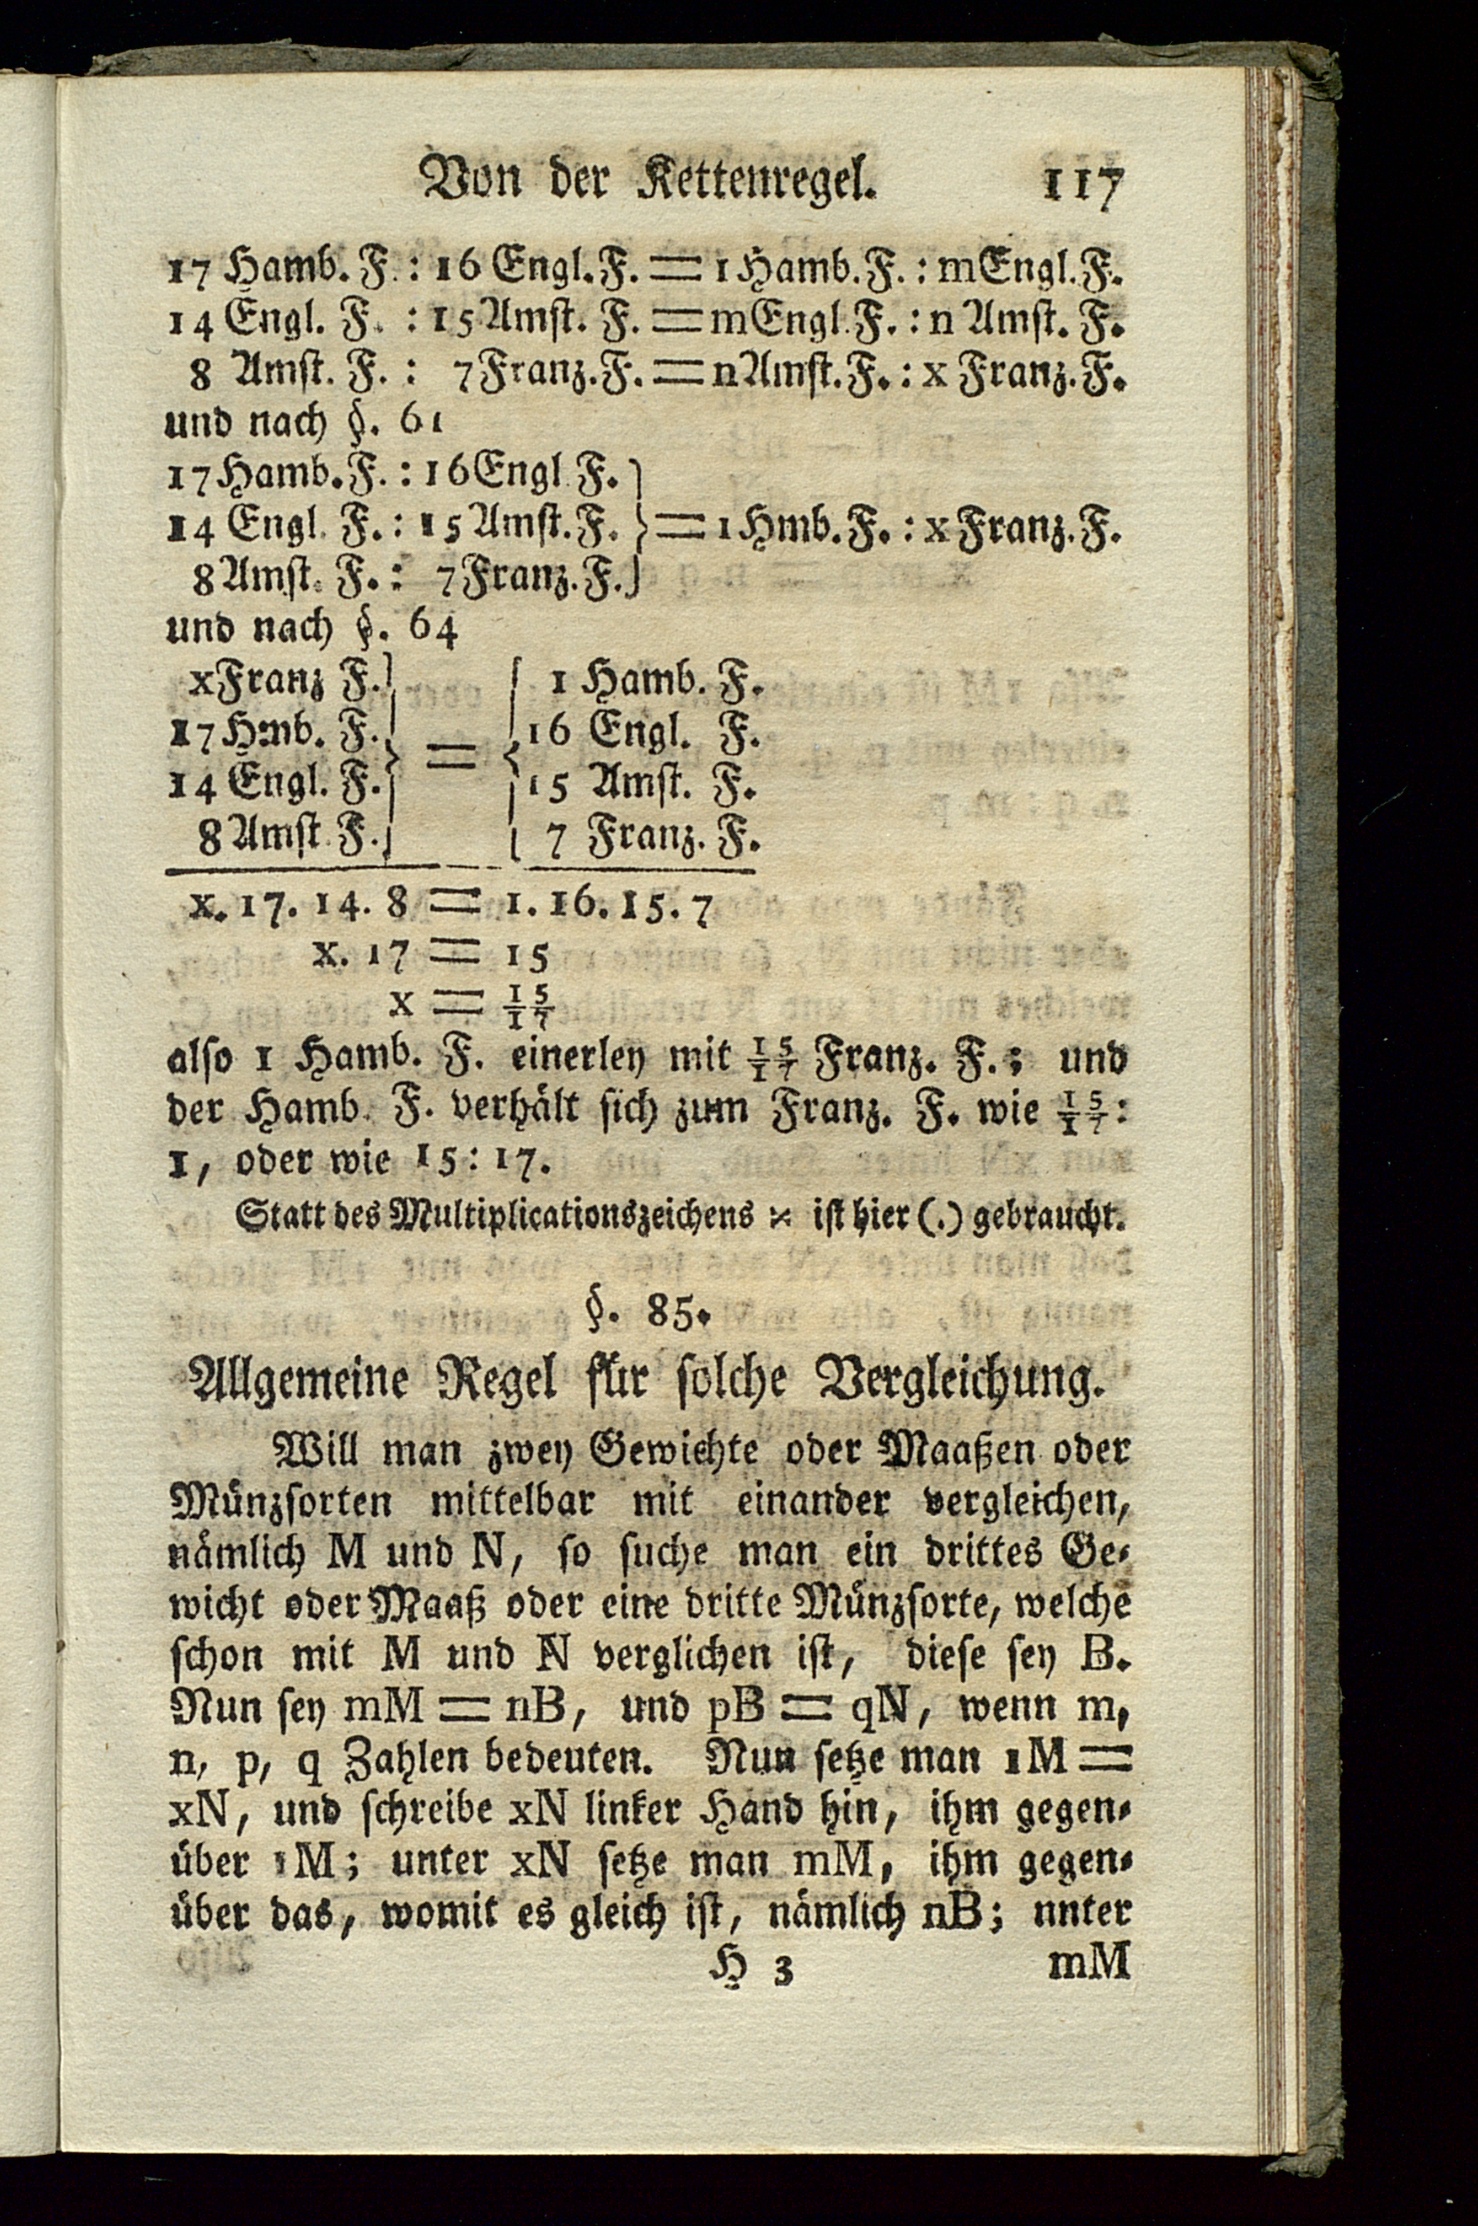 Von der Kettenregel. 117
17 Hamb. F. : 16 Engl. F. = 1 Hamb. F. : m Engl. F.
14 Engl. F. : 15 Amst. F. = m Engl. F. : n Amst. F.
8 Amst. F. : 7 Franz. F. = n Amst. F. : x Franz. F.
und nach §. 61
17 Hamb. F. : 16 Engl F.
14 Engl. F. : 15 Amst. F. } = 1 Hmb. F. : x Franz. F.
8 Amst. F. : 7 Franz. F.
und nach §. 64
x Franz F. 1 Hamb. F.
17 Hmb. F. 16 Engl. F.
14 Engl. F. } = { 15 Amst. F.
8 Amst F. 7 Franz. F.
x. 17. 14. 8 = 1. 16. 15. 7
x. 17 = 15
x = 15/17
also 1 Hamb. F. einerley mit 15/17 Franz. F.; und
der Hamb. F. verhält sich zum Franz. F. wie 15/17 :
1, oder wie 15 : 17.
Statt des Multiplicationszeichens × ist hier (.) gebraucht.
§. 85.
Allgemeine Regel für solche Vergleichung.
Will man zwey Gewichte oder Maaßen oder
Münzsorten mittelbar mit einander vergleichen,
nämlich M und N, so suche man ein drittes Ge-
wicht oder Maaß oder eine dritte Münzsorte, welche
schon mit M und N verglichen ist, diese sey B.
Nun sey mM = nB, und pB = qN, wenn m,
n, p, q Zahlen bedeuten. Nun setze man 1M =
xN, und schreibe xN linker Hand hin, ihm gegen-
über 1M; unter xN setze man mM, ihm gegen-
über das, womit es gleich ist, nämlich nB; nnter
H 3 mM